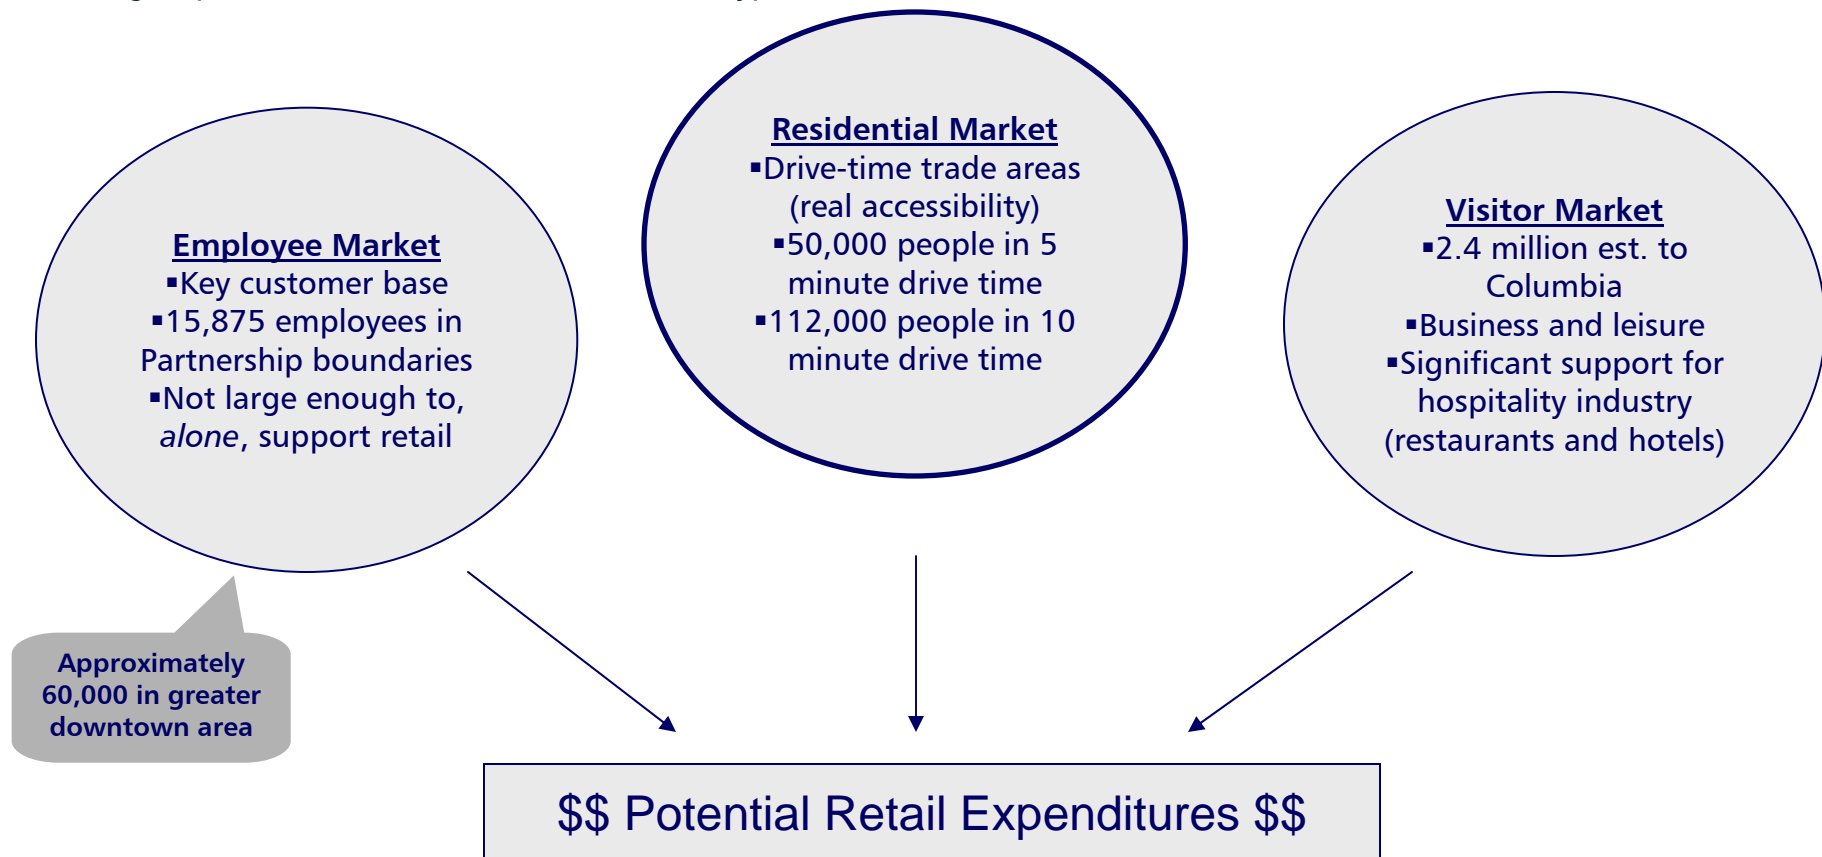 Employee Market
▪Key customer base
▪15,875 employees in
Partnership boundaries
▪Not large enough to,
alone, support retail
Residential Market
▪Drive-time trade areas
(real accessibility)
▪50,000 people in 5
minute drive time
▪112,000 people in 10
minute drive time
Visitor Market
▪2.4 million est. to
Columbia
▪Business and leisure
▪Significant support for
hospitality industry
(restaurants and hotels)
Approximately
60,000 in greater
downtown area
$$ Potential Retail Expenditures $$